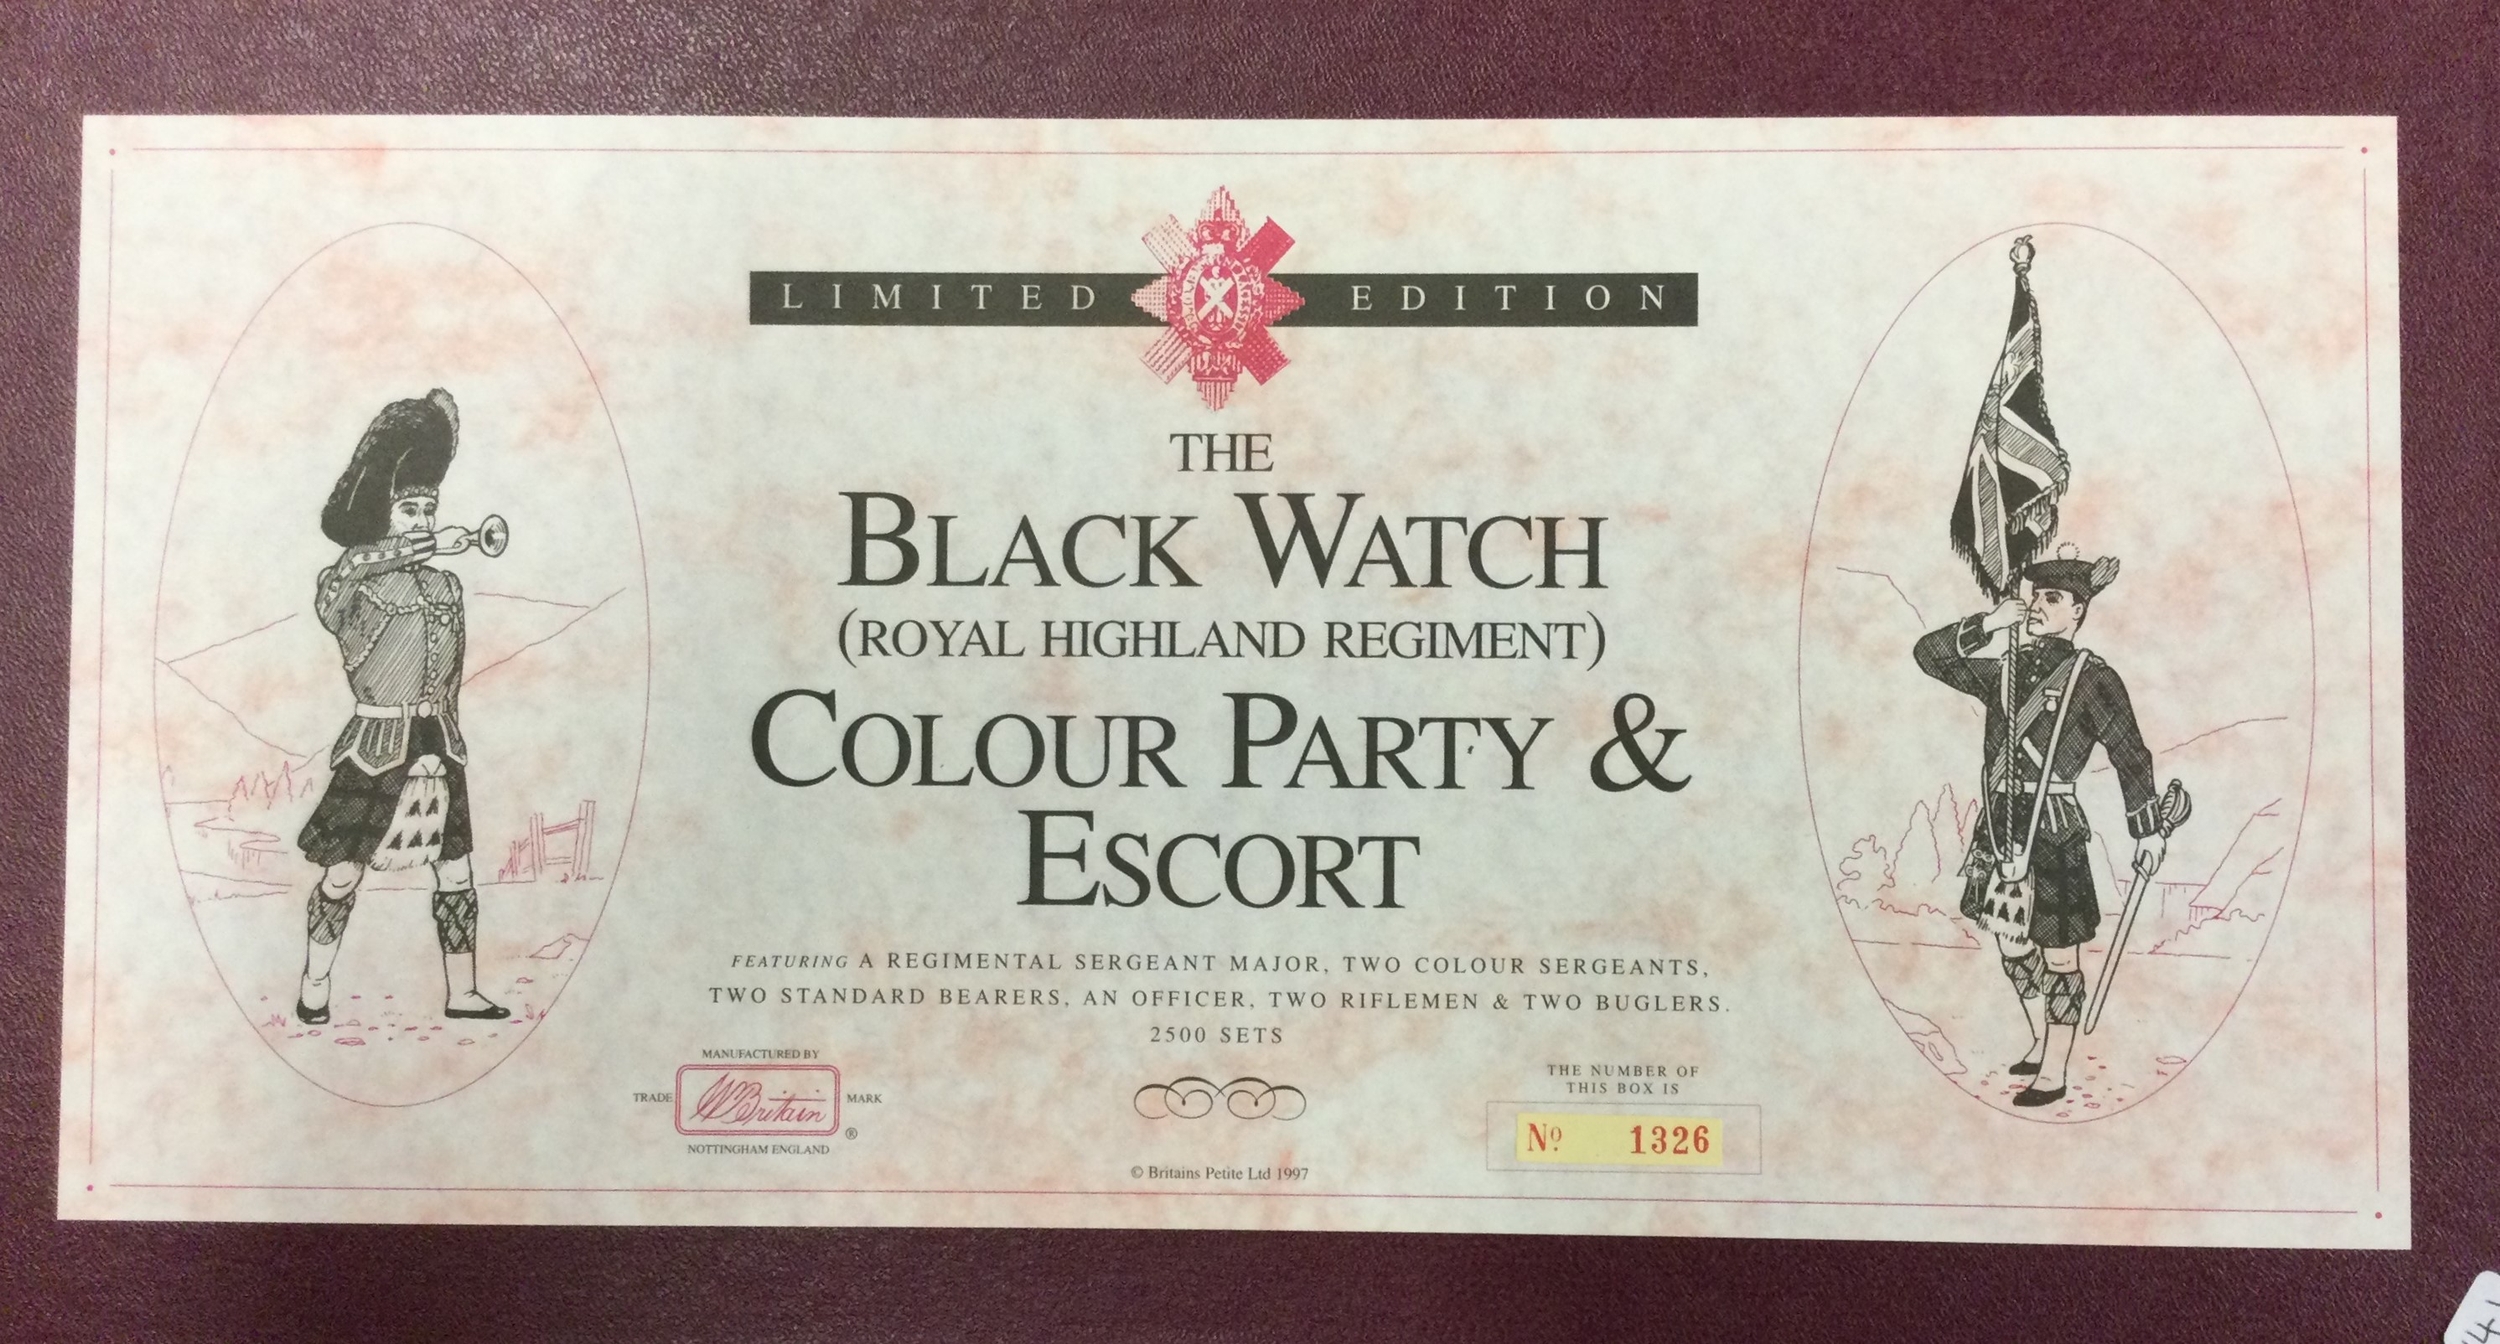 LIMITED EDITION
THE
BLACK WATCH
(ROYAL HIGHLAND REGIMENT)
COLOUR PARTY &
ESCORT
FEATURING A REGIMENTAL SERGEANT MAJOR, TWO COLOUR SERGEANTS,
TWO STANDARD BEARERS, AN OFFICER, TWO RIFLEMEN & TWO BUGLERS.
2500 SETS
MANUFACTURED BY
TRADE WBritain MARK
®
NOTTINGHAM ENGLAND
© Britains Petite Ltd 1997
THE NUMBER OF
THIS BOX IS
Nº 1326